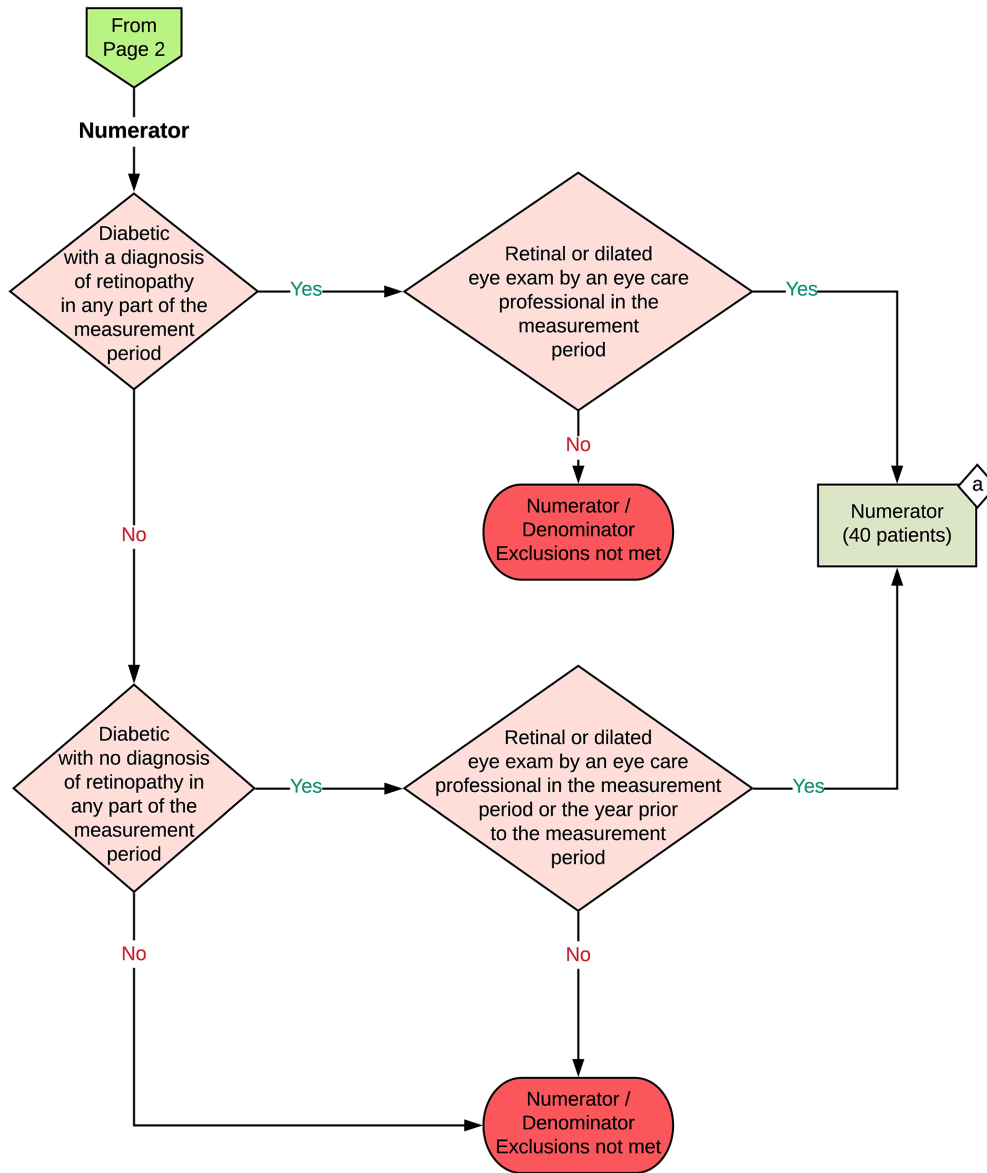 From
Page 2
Numerator
Diabetic
with a diagnosis
of retinopathy
in any part of the
measurement
period
Yes
Retinal or dilated
eye exam by an eye care
professional in the
measurement
period
Yes
No
Numerator /
Denominator
Exclusions not met
a
Numerator
(40 patients)
No
Diabetic
with no diagnosis
of retinopathy in
any part of the
measurement
period
Yes
Retinal or dilated
eye exam by an eye care
professional in the measurement
period or the year prior
to the measurement
period
Yes
No
No
Numerator /
Denominator
Exclusions not met